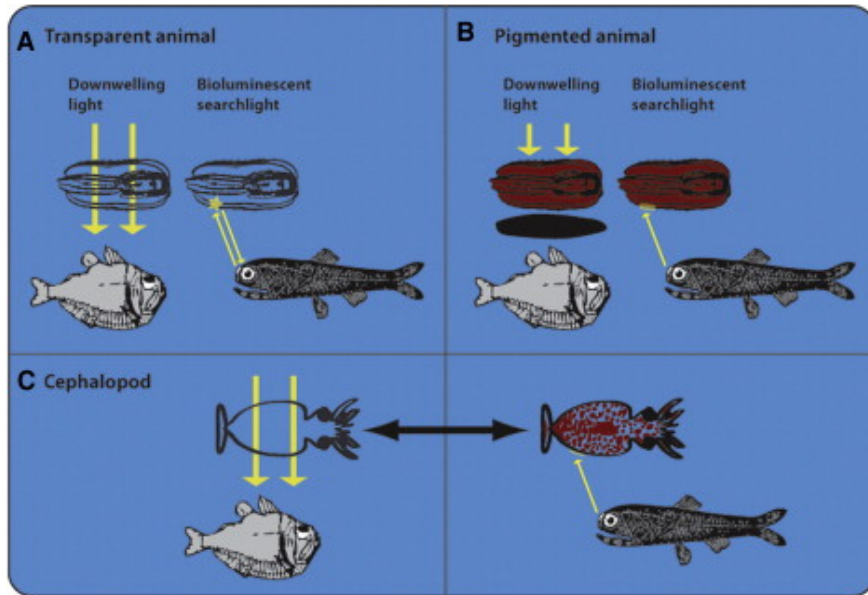 A Transparent animal
Downwelling
light
Bioluminescent
searchlight
B Pigmented animal
Downwelling
light
Bioluminescent
searchlight
C Cephalopod